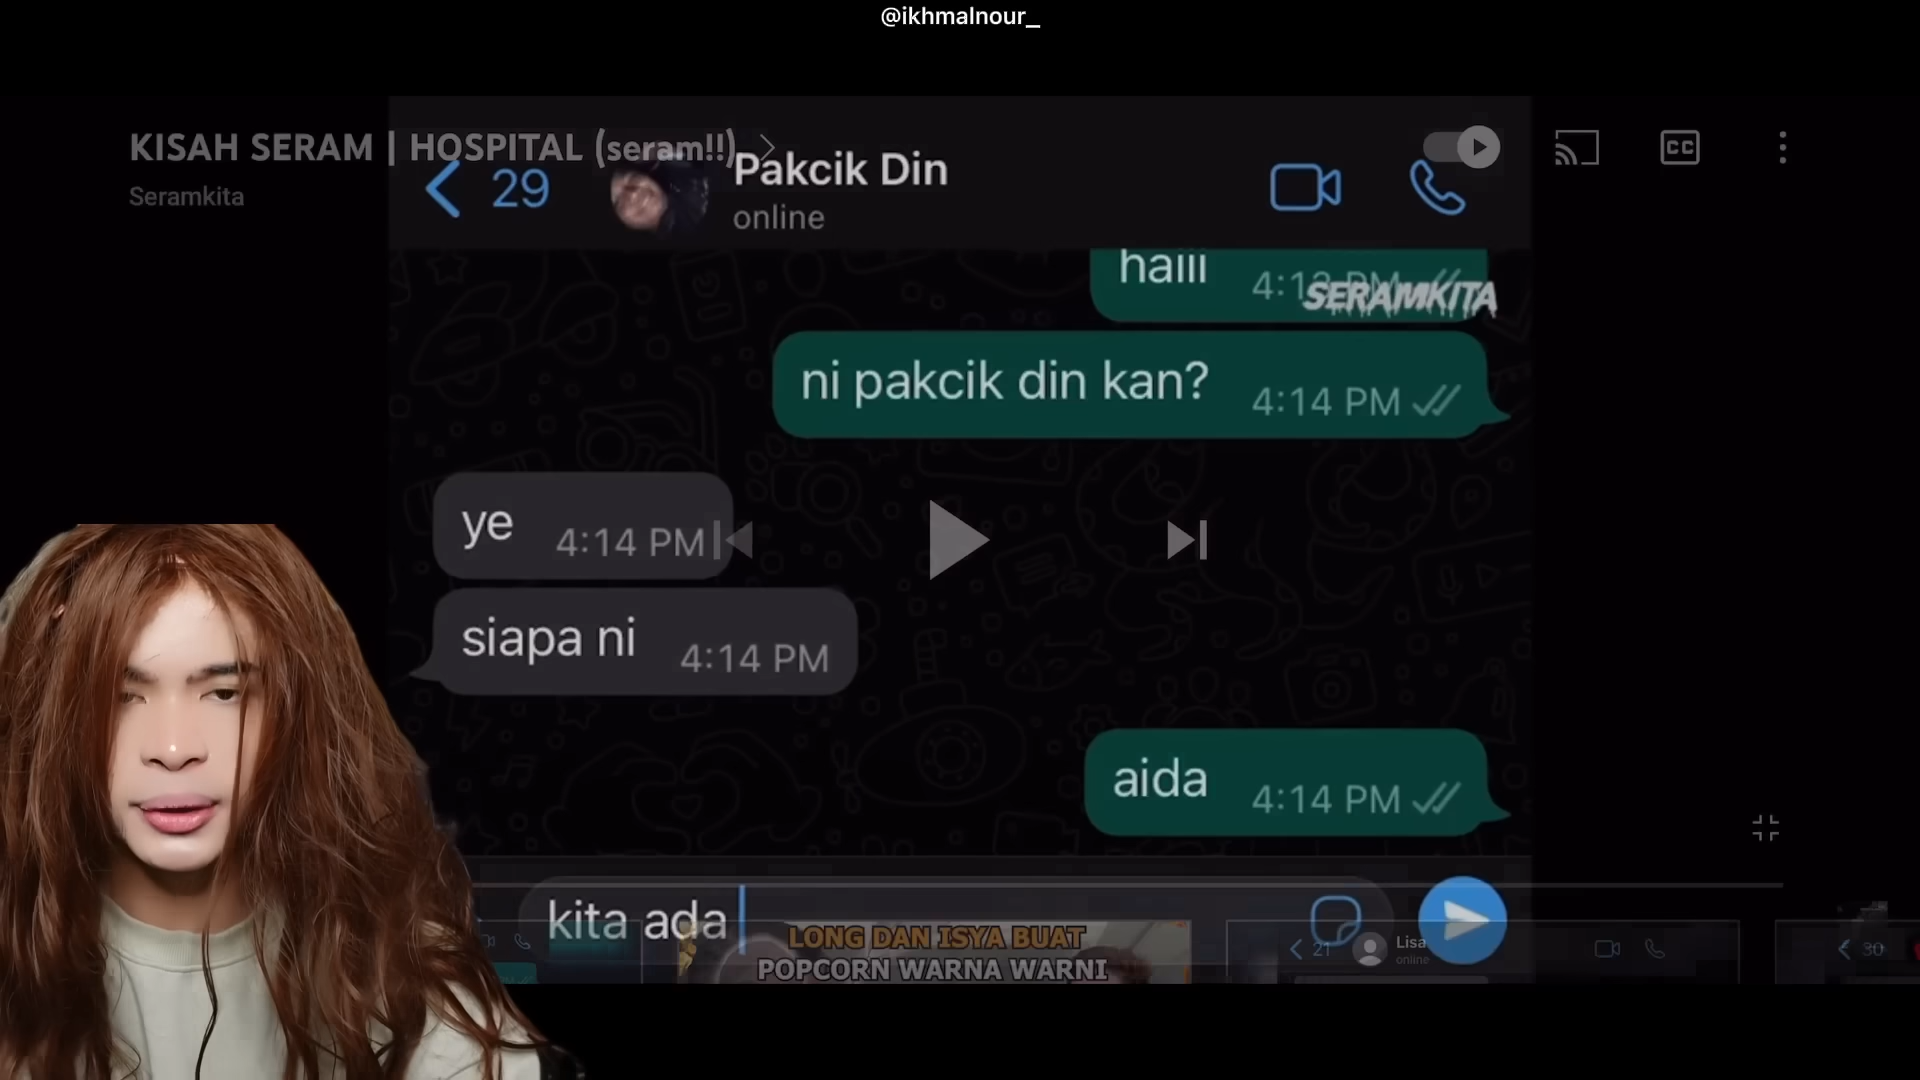 @ikhmalnour_
KISAH SERAM | HOSPITAL (seram!!)
Seramkita
CC
29
Pakcik Din
online
haiii
SERAMKITA
ni pakcik din kan? 4:14 PM
ye 4:14 PM
siapa ni 4:14 PM
aida 4:14 PM
kita ada
LONG DAN ISYA BUAT
POPCORN WARNA WARNI
21
Lisa
online
30